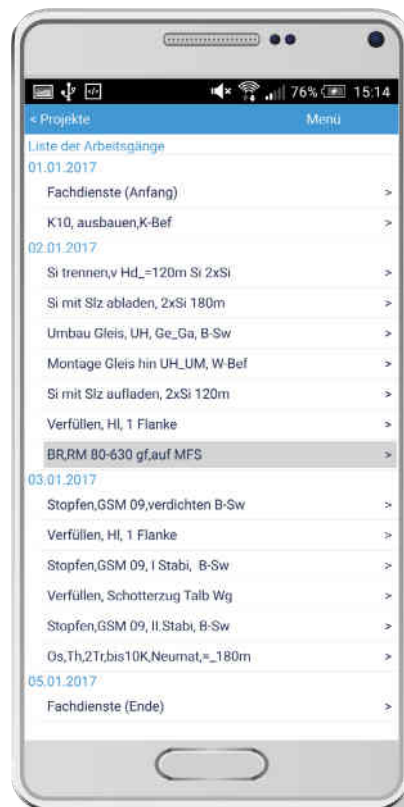 76% 15:14
< Projekte Menü
Liste der Arbeitsgänge
01.01.2017
Fachdienste (Anfang) >
K10, ausbauen,K-Bef >
02.01.2017
Si trennen,v Hd_=120m Si 2xSi >
Si mit Slz abladen, 2xSi 180m >
Umbau Gleis, UH, Ge_Ga, B-Sw >
Montage Gleis hin UH_UM, W-Bef >
Si mit Slz aufladen, 2xSi 120m >
Verfüllen, Hl, 1 Flanke >
BR,RM 80-630 gf,auf MFS >
03.01.2017
Stopfen,GSM 09,verdichten B-Sw >
Verfüllen, Hl, 1 Flanke >
Stopfen,GSM 09, I Stabi, B-Sw >
Verfüllen, Schotterzug Talb Wg >
Stopfen,GSM 09, II.Stabi, B-Sw >
Os,Th,2Tr,bis10K,Neumat,=_180m >
05.01.2017
Fachdienste (Ende) >